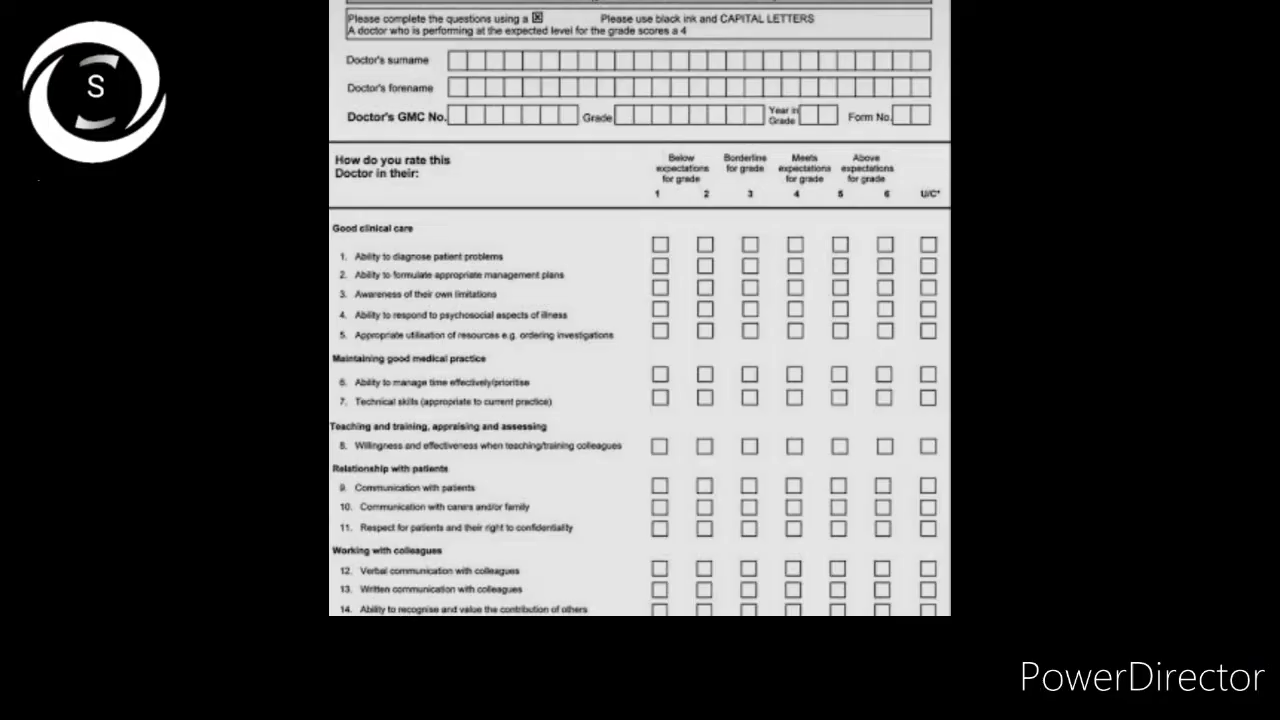 S
Please complete the questions using a ☒ Please use black ink and CAPITAL LETTERS
A doctor who is performing at the expected level for the grade scores a 4
Doctor's surname
Doctor's forename
Doctor's GMC No. Grade Year in Grade Form No.
How do you rate this
Doctor in their:
Below expectations for grade
Borderline for grade
Meets expectations for grade
Above expectations for grade
1 2 3 4 5 6 U/C*
Good clinical care
1. Ability to diagnose patient problems
2. Ability to formulate appropriate management plans
3. Awareness of their own limitations
4. Ability to respond to psychosocial aspects of illness
5. Appropriate utilisation of resources e.g. ordering investigations
Maintaining good medical practice
6. Ability to manage time effectively/prioritise
7. Technical skills (appropriate to current practice)
Teaching and training, appraising and assessing
8. Willingness and effectiveness when teaching/training colleagues
Relationship with patients
9. Communication with patients
10. Communication with carers and/or family
11. Respect for patients and their right to confidentiality
Working with colleagues
12. Verbal communication with colleagues
13. Written communication with colleagues
14. Ability to recognise and value the contribution of others
PowerDirector